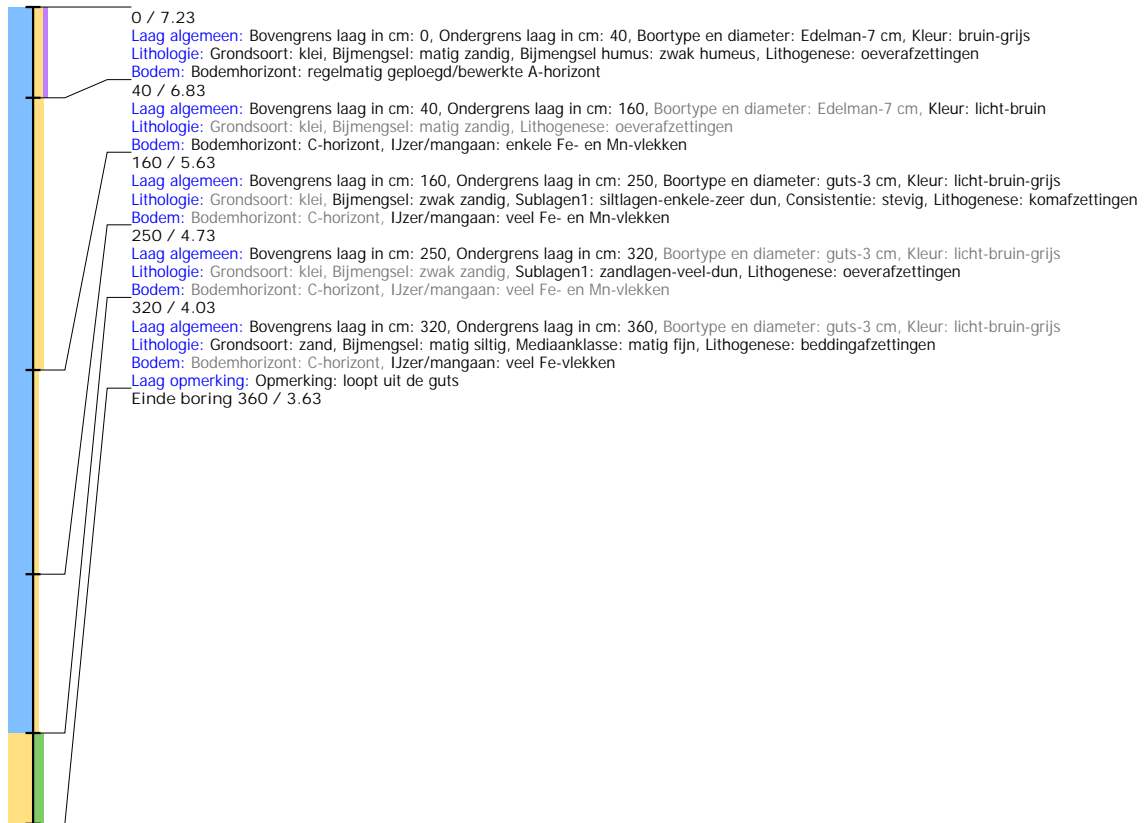 0 / 7.23
Laag algemeen: Bovengrens laag in cm: 0, Ondergrens laag in cm: 40, Boortype en diameter: Edelman-7 cm, Kleur: bruin-grijs
Lithologie: Grondsoort: klei, Bijmengsel: matig zandig, Bijmengsel humus: zwak humeus, Lithogenese: oeverafzettingen
Bodem: Bodemhorizont: regelmatig geploegd/bewerkte A-horizont
40 / 6.83
Laag algemeen: Bovengrens laag in cm: 40, Ondergrens laag in cm: 160, Boortype en diameter: Edelman-7 cm, Kleur: licht-bruin
Lithologie: Grondsoort: klei, Bijmengsel: matig zandig, Lithogenese: oeverafzettingen
Bodem: Bodemhorizont: C-horizont, IJzer/mangaan: enkele Fe- en Mn-vlekken
160 / 5.63
Laag algemeen: Bovengrens laag in cm: 160, Ondergrens laag in cm: 250, Boortype en diameter: guts-3 cm, Kleur: licht-bruin-grijs
Lithologie: Grondsoort: klei, Bijmengsel: zwak zandig, Sublagen1: siltlagen-enkele-zeer dun, Consistentie: stevig, Lithogenese: komafzettingen
Bodem: Bodemhorizont: C-horizont, IJzer/mangaan: veel Fe- en Mn-vlekken
250 / 4.73
Laag algemeen: Bovengrens laag in cm: 250, Ondergrens laag in cm: 320, Boortype en diameter: guts-3 cm, Kleur: licht-bruin-grijs
Lithologie: Grondsoort: klei, Bijmengsel: zwak zandig, Sublagen1: zandlagen-veel-dun, Lithogenese: oeverafzettingen
Bodem: Bodemhorizont: C-horizont, IJzer/mangaan: veel Fe- en Mn-vlekken
320 / 4.03
Laag algemeen: Bovengrens laag in cm: 320, Ondergrens laag in cm: 360, Boortype en diameter: guts-3 cm, Kleur: licht-bruin-grijs
Lithologie: Grondsoort: zand, Bijmengsel: matig siltig, Mediaanklasse: matig fijn, Lithogenese: beddingafzettingen
Bodem: Bodemhorizont: C-horizont, IJzer/mangaan: veel Fe-vlekken
Laag opmerking: Opmerking: loopt uit de guts
Einde boring 360 / 3.63